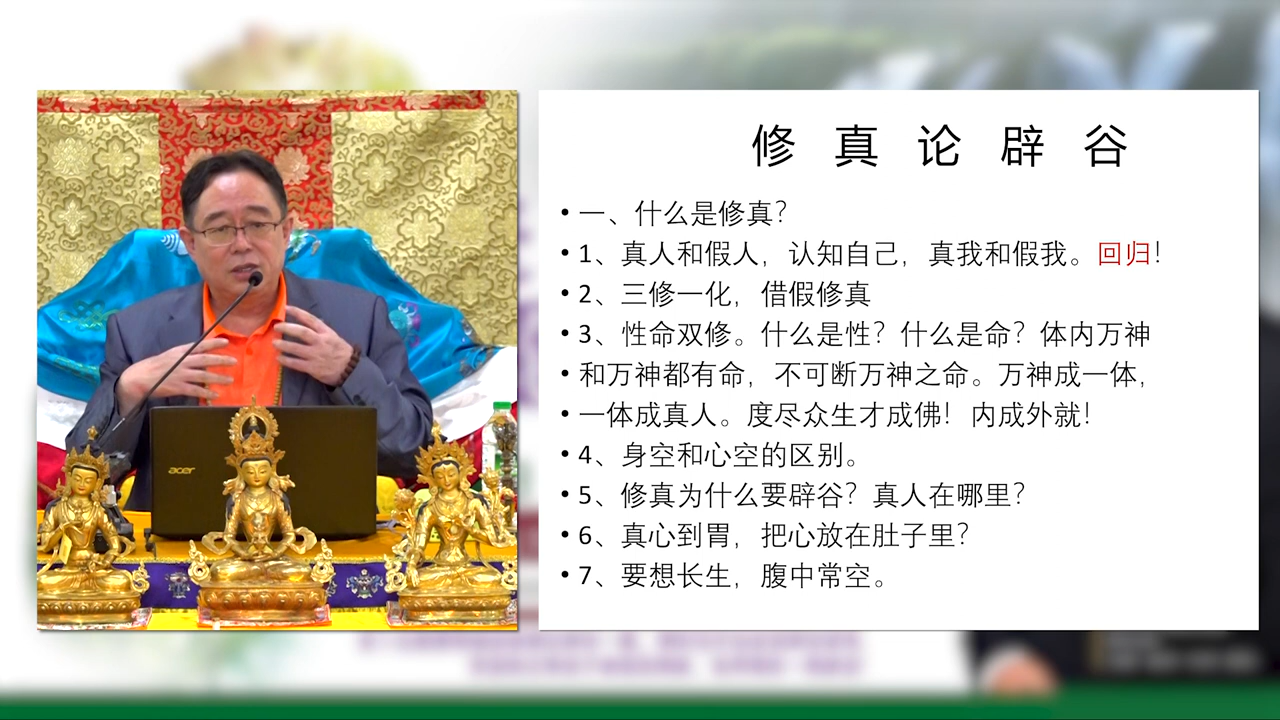 修真论辟谷
• 一、什么是修真？
• 1、真人和假人，认知自己，真我和假我。回归！
• 2、三修一化，借假修真
• 3、性命双修。什么是性？什么是命？体内万神
• 和万神都有命，不可断万神之命。万神成一体，
• 一体成真人。度尽众生才成佛！内成外就！
• 4、身空和心空的区别。
• 5、修真为什么要辟谷？真人在哪里？
• 6、真心到胃，把心放在肚子里？
• 7、要想长生，腹中常空。
acer